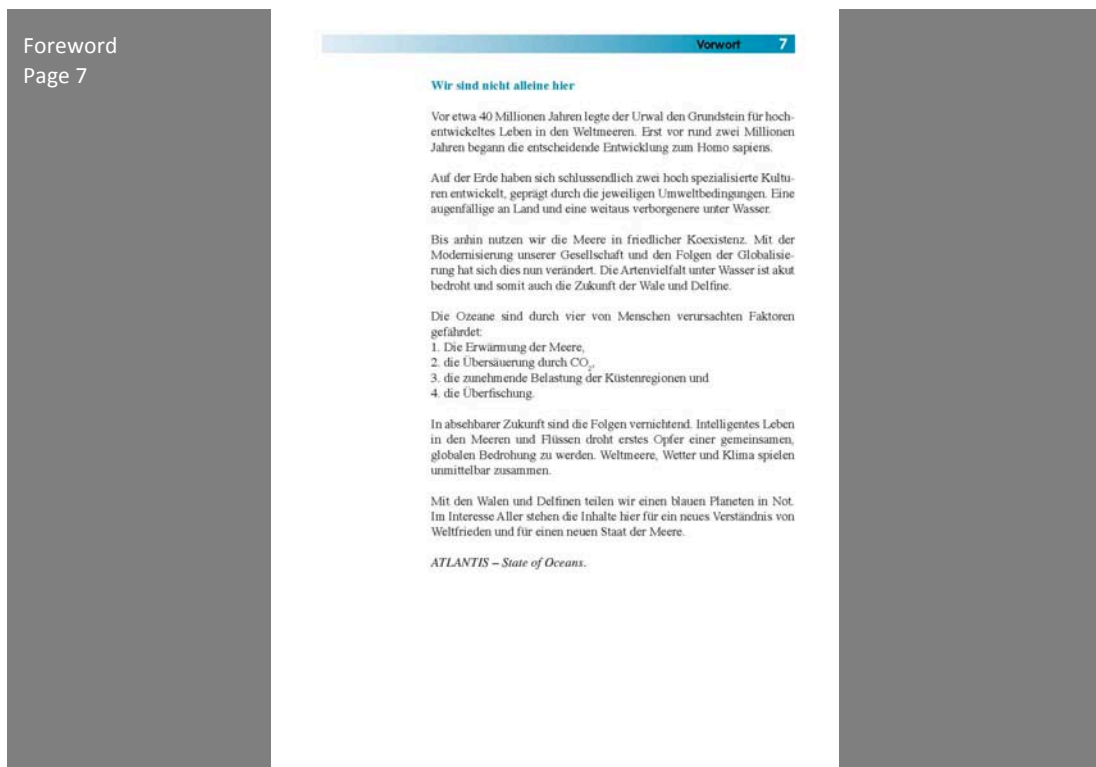 Foreword
Page 7
Vorwort 7
Wir sind nicht alleine hier
Vor etwa 40 Millionen Jahren legte der Urwal den Grundstein für hoch-
entwickeltes Leben in den Weltmeeren. Erst vor rund zwei Millionen
Jahren begann die entscheidende Entwicklung zum Homo sapiens.
Auf der Erde haben sich schlussendlich zwei hoch spezialisierte Kultu-
ren entwickelt, geprägt durch die jeweiligen Umweltbedingungen. Eine
augenfällige an Land und eine weitaus verborgenere unter Wasser.
Bis anhin nutzen wir die Meere in friedlicher Koexistenz. Mit der
Modernisierung unserer Gesellschaft und den Folgen der Globalisie-
rung hat sich dies nun verändert. Die Artenvielfalt unter Wasser ist akut
bedroht und somit auch die Zukunft der Wale und Delfine.
Die Ozeane sind durch vier von Menschen verursachten Faktoren
gefährdet:
1. Die Erwärmung der Meere,
2. die Übersäuerung durch CO₂,
3. die zunehmende Belastung der Küstenregionen und
4. die Überfischung.
In absehbarer Zukunft sind die Folgen vernichtend. Intelligentes Leben
in den Meeren und Flüssen droht erstes Opfer einer gemeinsamen,
globalen Bedrohung zu werden. Weltmeere, Wetter und Klima spielen
unmittelbar zusammen.
Mit den Walen und Delfinen teilen wir einen blauen Planeten in Not.
Im Interesse Aller stehen die Inhalte hier für ein neues Verständnis von
Weltfrieden und für einen neuen Staat der Meere.
ATLANTIS – State of Oceans.